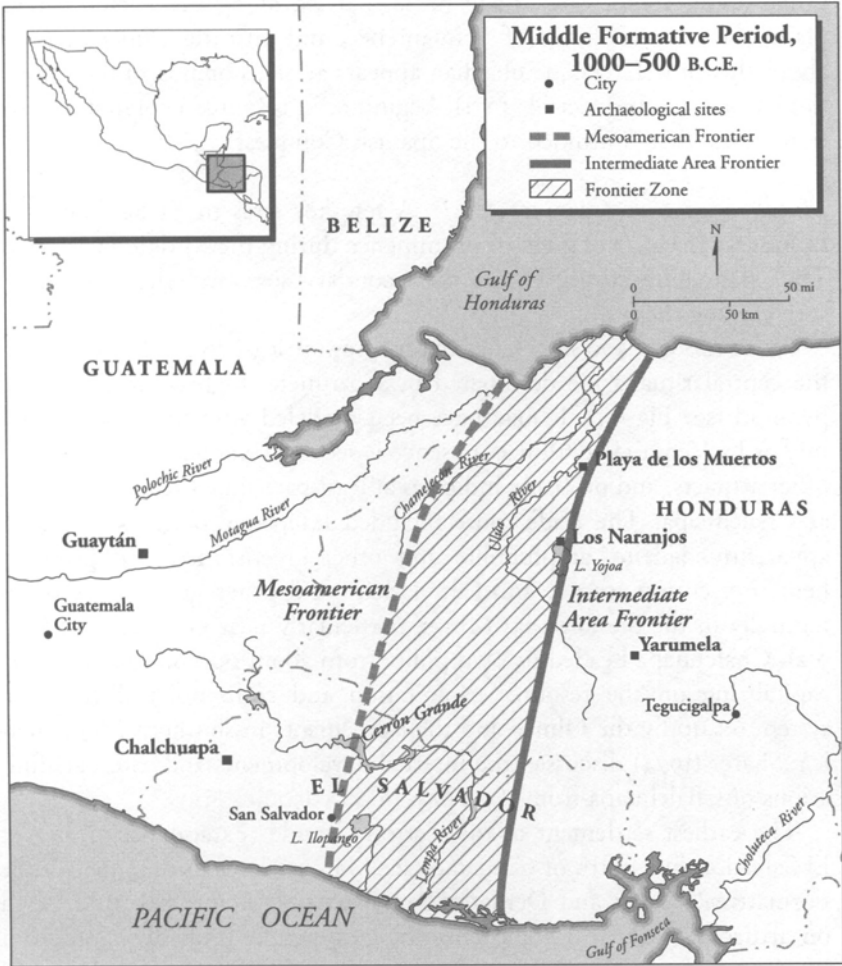 Middle Formative Period,
1000–500 B.C.E.
City
Archaeological sites
Mesoamerican Frontier
Intermediate Area Frontier
Frontier Zone
BELIZE
N
Gulf of
Honduras
0 50 mi
0 50 km
GUATEMALA
Polochic River
Motagua River
Chamelecón River
Ulúa River
Playa de los Muertos
HONDURAS
Guaytán
Los Naranjos
L. Yojoa
Mesoamerican
Frontier
Intermediate
Area Frontier
Guatemala
City
Yarumela
Tegucigalpa
Cerrón Grande
Chalchuapa
EL SALVADOR
San Salvador
L. Ilopango
Lempa River
Choluteca River
PACIFIC OCEAN
Gulf of Fonseca